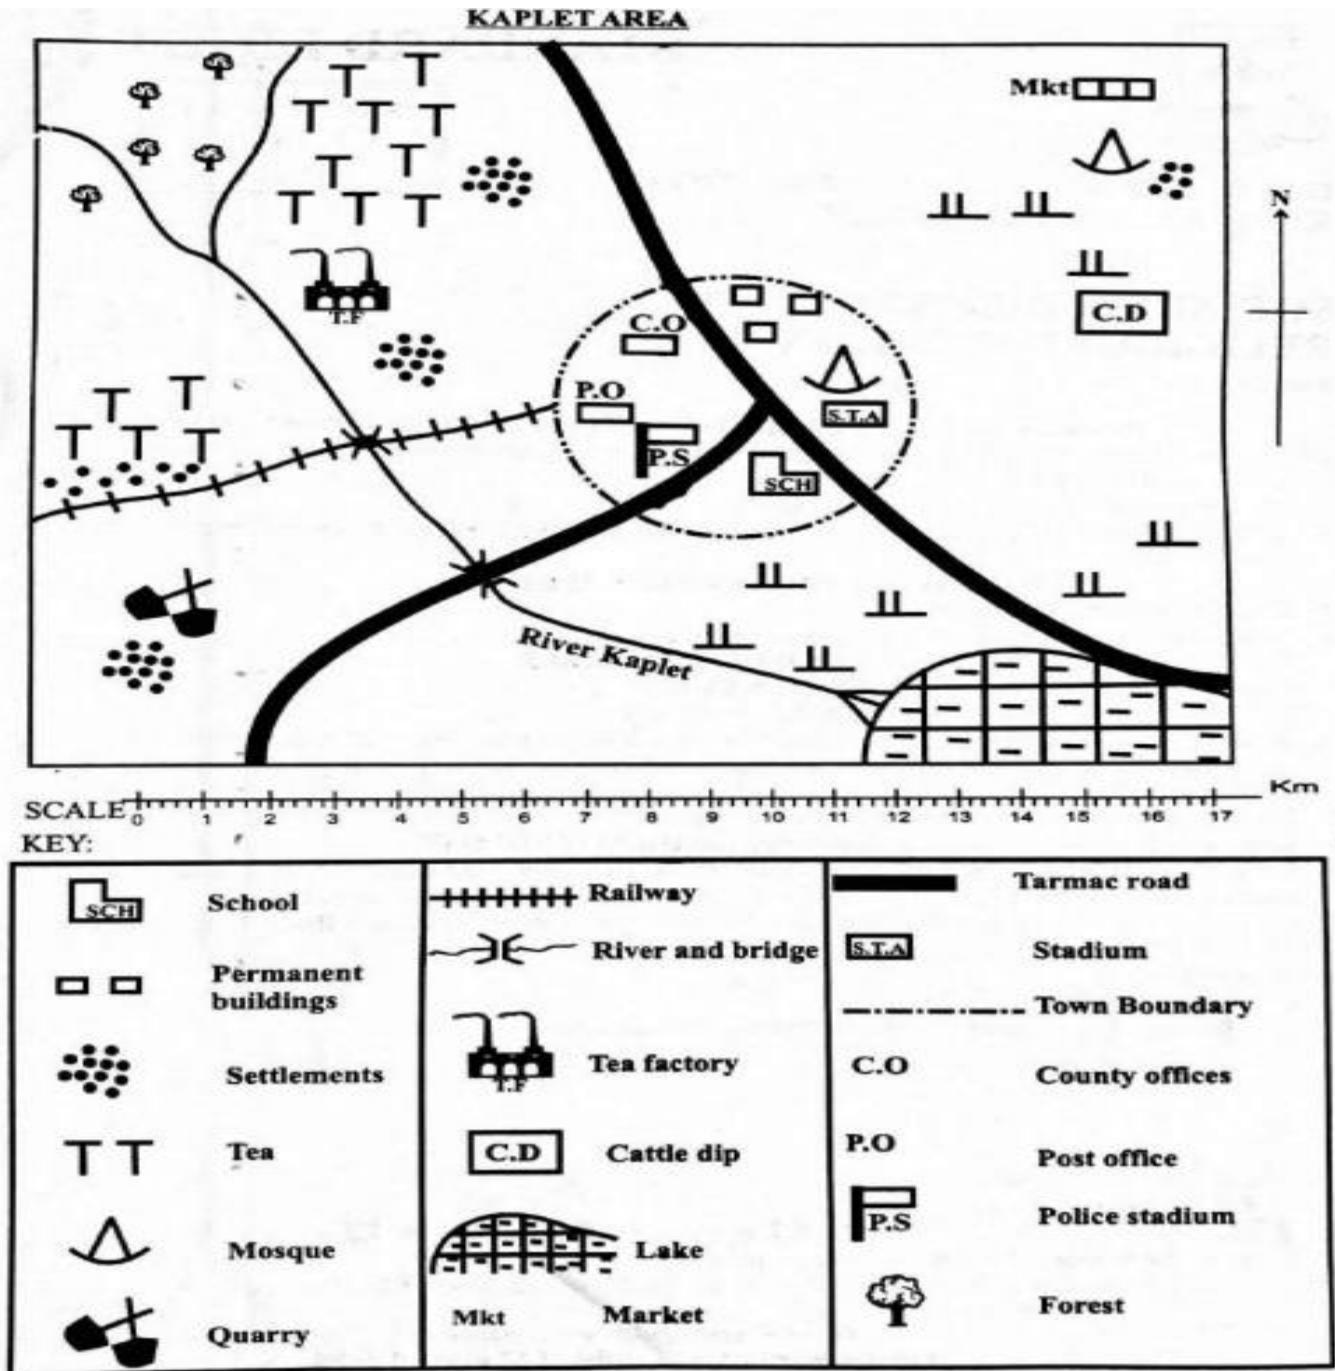 KAPLET AREA
Mkt
N
C.D
T.F
C.O
P.O
S.T.A
P.S
SCH
River Kaplet
Km
SCALE 0 1 2 3 4 5 6 7 8 9 10 11 12 13 14 15 16 17
KEY:
SCH School
Permanent
buildings
Settlements
Tea
Mosque
Quarry
Railway
River and bridge
T.F Tea factory
C.D Cattle dip
Lake
Mkt Market
Tarmac road
S.T.A Stadium
Town Boundary
C.O County offices
P.O Post office
P.S Police stadium
Forest